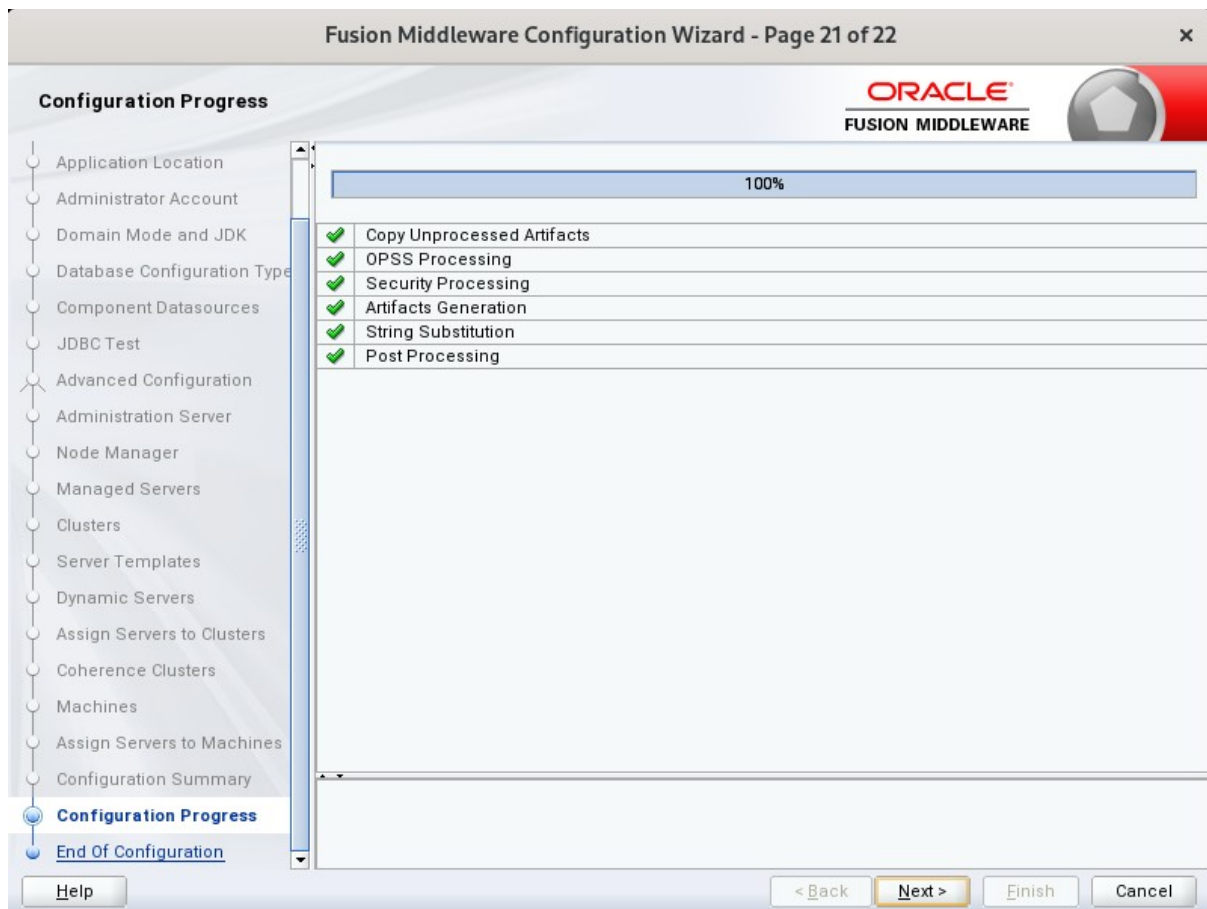 Fusion Middleware Configuration Wizard - Page 21 of 22
Configuration Progress
ORACLE
FUSION MIDDLEWARE
Application Location
Administrator Account
Domain Mode and JDK
Database Configuration Type
Component Datasources
JDBC Test
Advanced Configuration
Administration Server
Node Manager
Managed Servers
Clusters
Server Templates
Dynamic Servers
Assign Servers to Clusters
Coherence Clusters
Machines
Assign Servers to Machines
Configuration Summary
Configuration Progress
End Of Configuration
100%
Copy Unprocessed Artifacts
OPSS Processing
Security Processing
Artifacts Generation
String Substitution
Post Processing
Help
< Back
Next >
Finish
Cancel